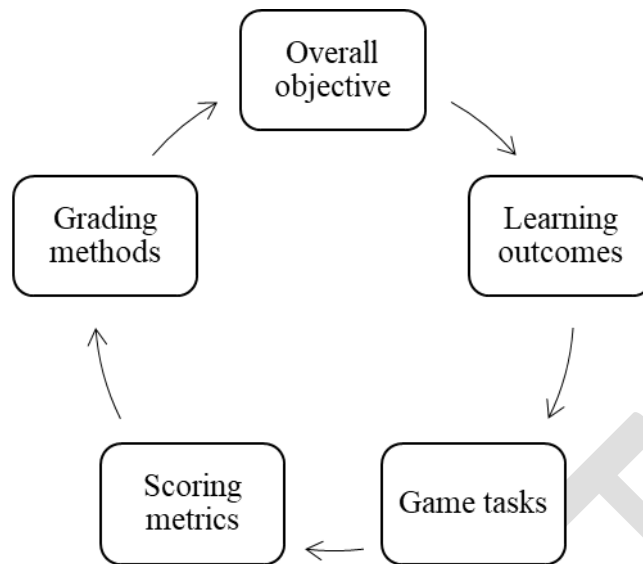 Overall
objective
Learning
outcomes
Game tasks
Scoring
metrics
Grading
methods